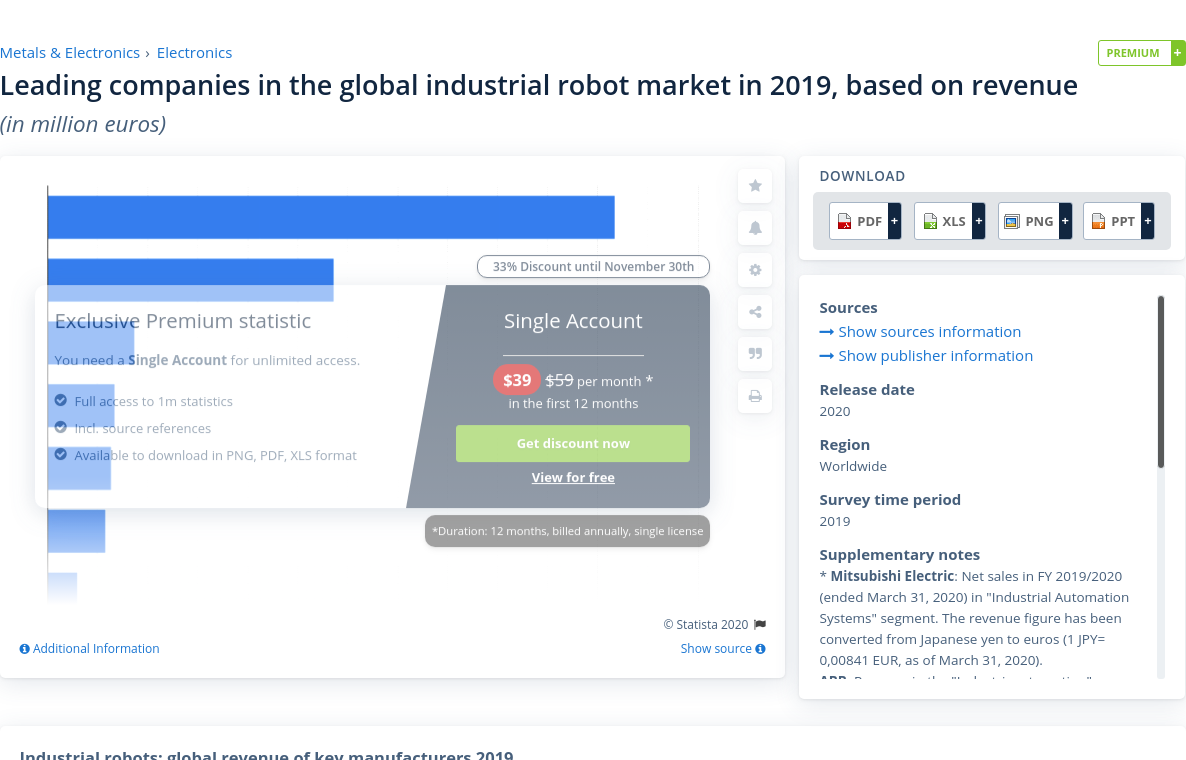 Metals & Electronics › Electronics
PREMIUM +
Leading companies in the global industrial robot market in 2019, based on revenue
(in million euros)
33% Discount until November 30th
Exclusive Premium statistic
You need a Single Account for unlimited access.
Full access to 1m statistics
Incl. source references
Available to download in PNG, PDF, XLS format
Single Account
$39 $59 per month *
in the first 12 months
Get discount now
View for free
*Duration: 12 months, billed annually, single license
© Statista 2020
Additional Information
Show source
DOWNLOAD
PDF + XLS + PNG + PPT +
Sources
Show sources information
Show publisher information
Release date
2020
Region
Worldwide
Survey time period
2019
Supplementary notes
* Mitsubishi Electric: Net sales in FY 2019/2020
(ended March 31, 2020) in "Industrial Automation
Systems" segment. The revenue figure has been
converted from Japanese yen to euros (1 JPY=
0,00841 EUR, as of March 31, 2020).
Industrial robots: global revenue of key manufacturers 2019